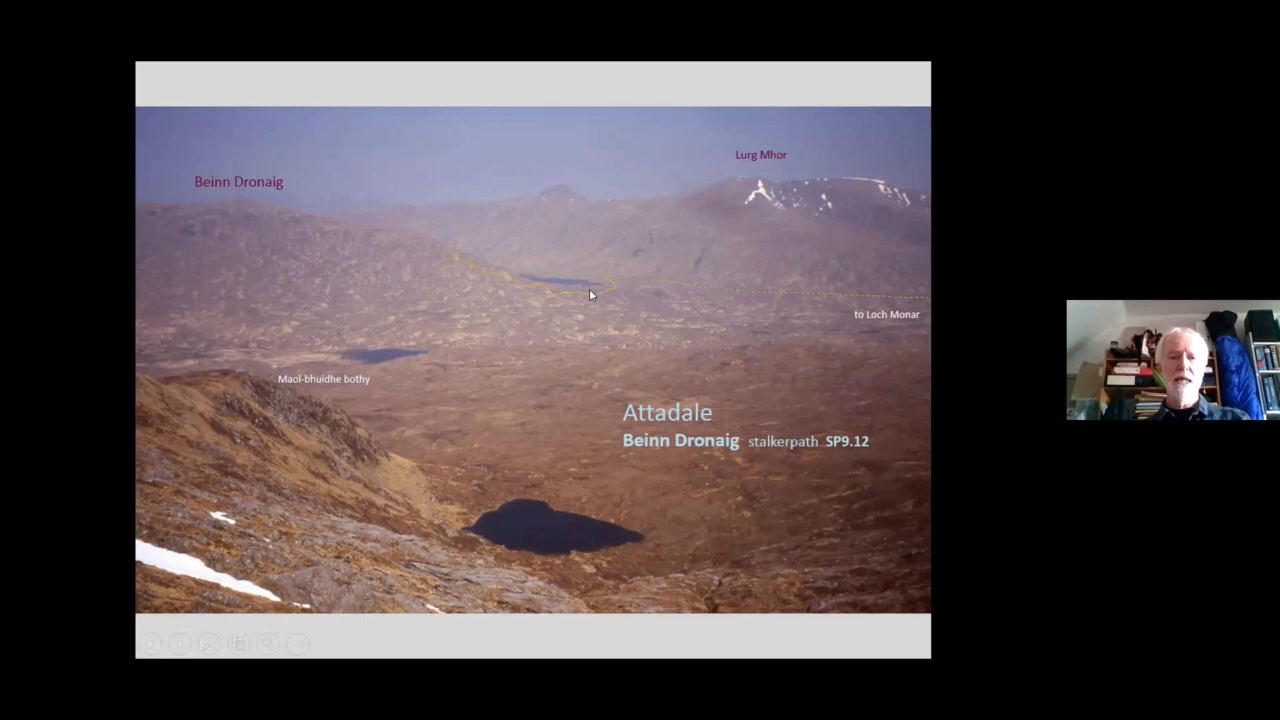 Lurg Mhor
Beinn Dronaig
to Loch Monar
Maol-bhuidhe bothy
Attadale
Beinn Dronaig stalkerpath SP9.12